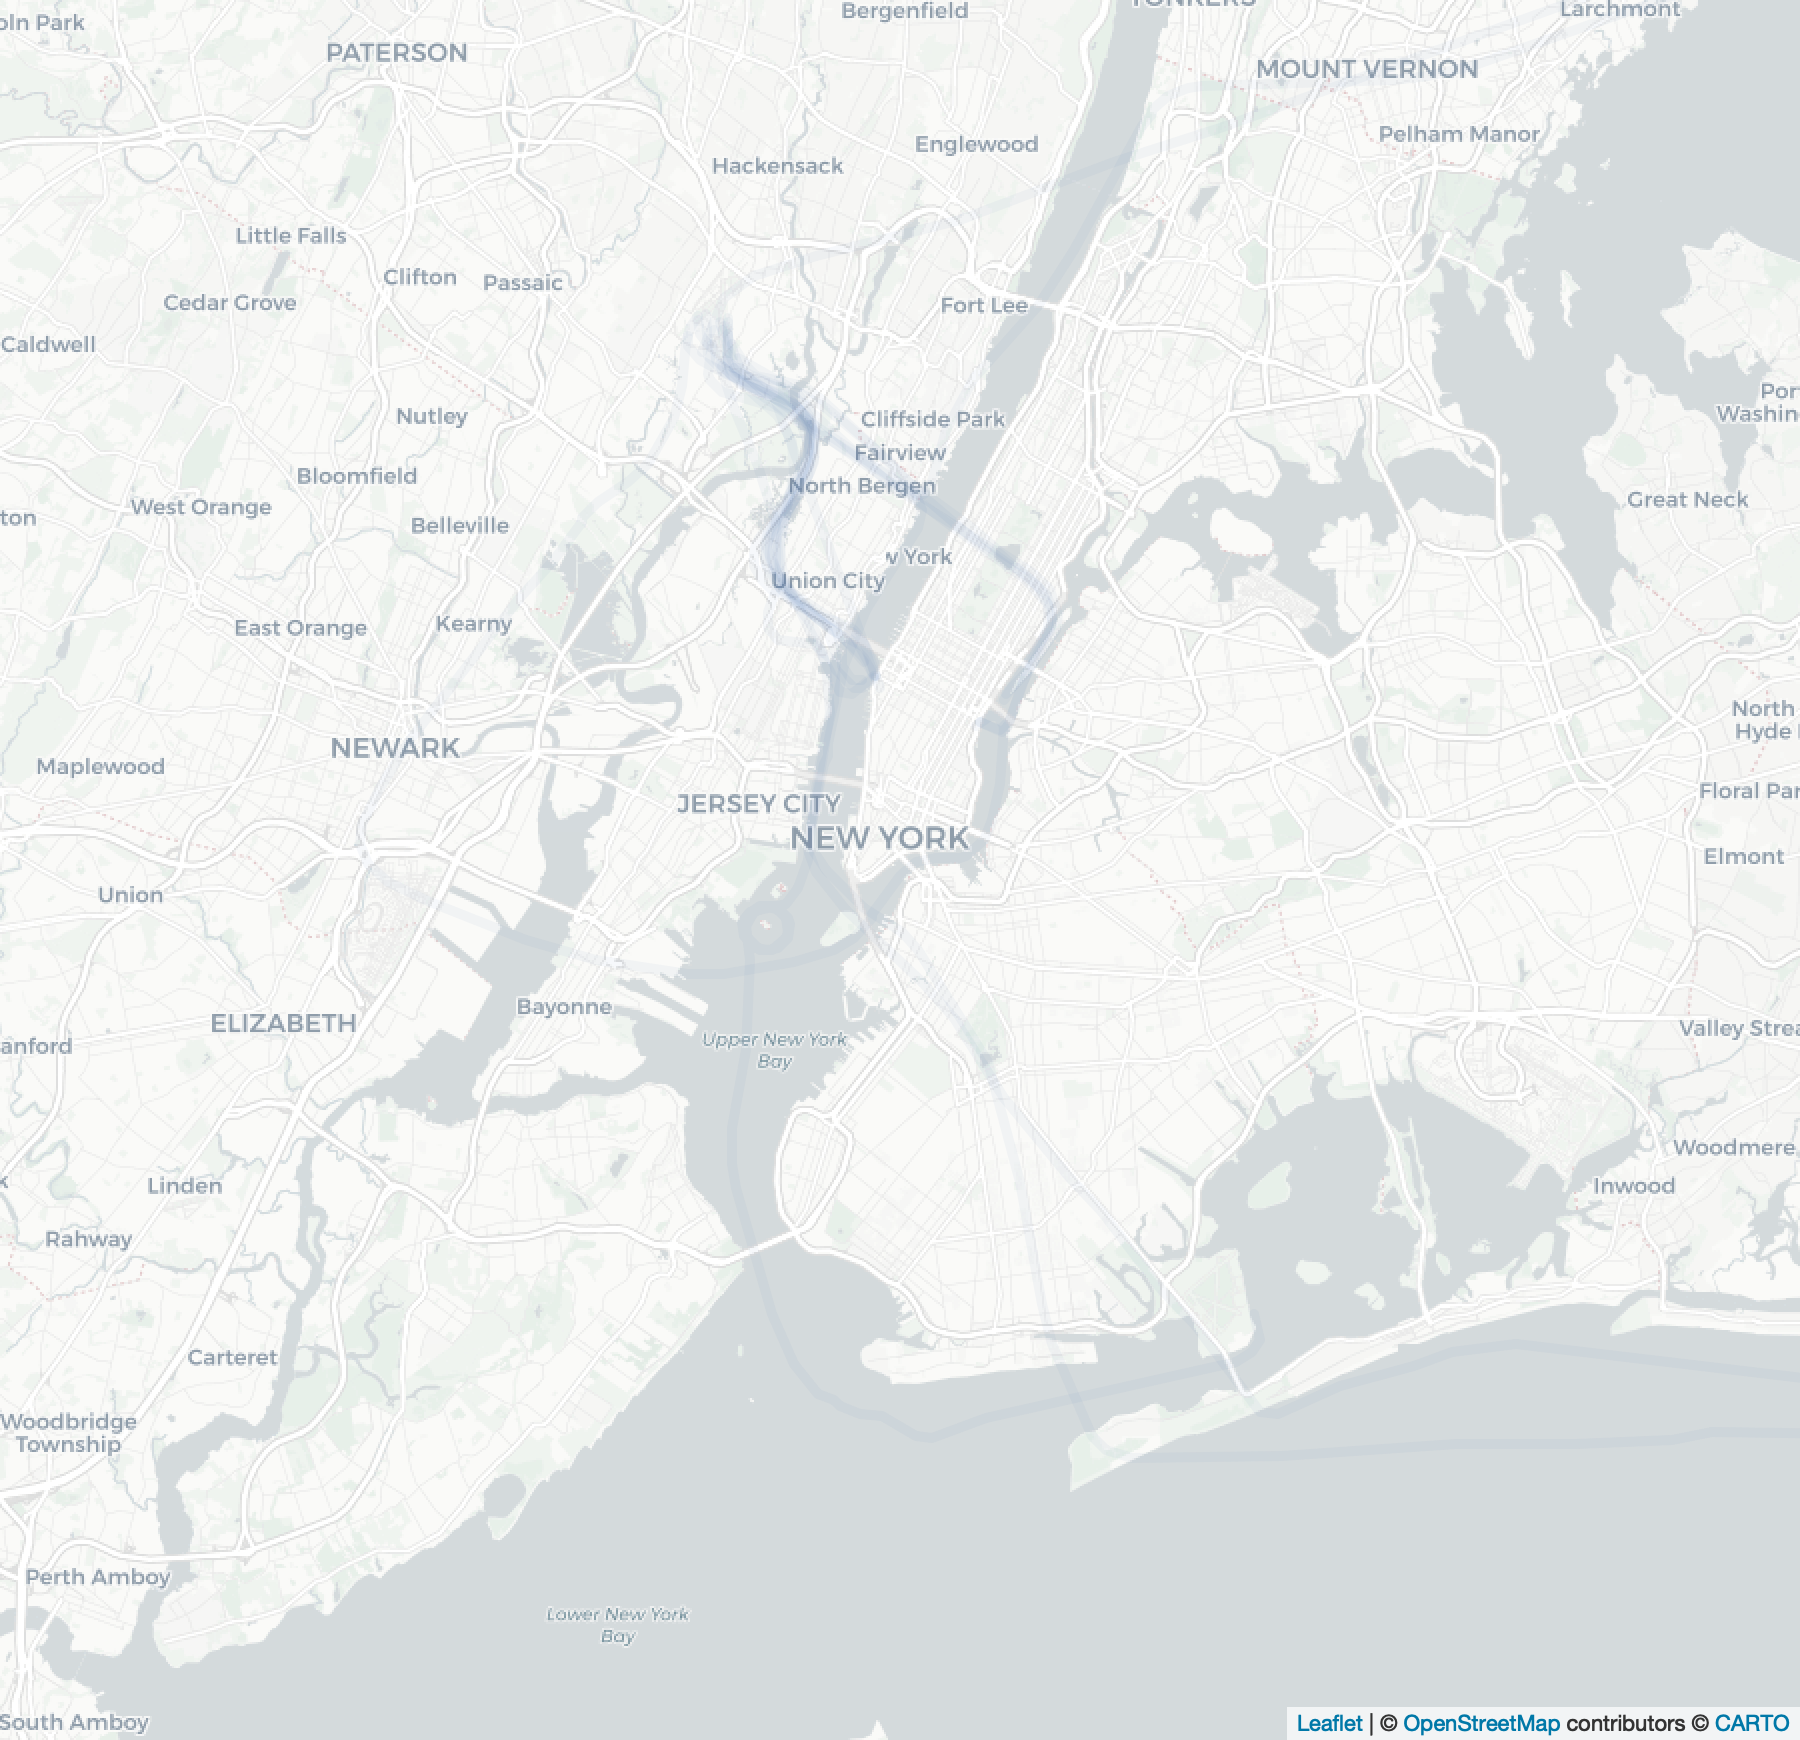 Bergenfield
YONKERS
Larchmont
oln Park
PATERSON
MOUNT VERNON
Pelham Manor
Englewood
Hackensack
Little Falls
Clifton
Passaic
Cedar Grove
Fort Lee
Caldwell
Por
Washin
Nutley
Cliffside Park
Fairview
Bloomfield
North Bergen
Great Neck
West Orange
ton
Belleville
w York
Union City
East Orange
Kearny
North
Hyde
NEWARK
Maplewood
Floral Par
JERSEY CITY
NEW YORK
Elmont
Union
Bayonne
ELIZABETH
Valley Strea
anford
Upper New York
Bay
Woodmere
Linden
Inwood
k
Rahway
Carteret
Woodbridge
Township
Perth Amboy
Lower New York
Bay
South Amboy
Leaflet | © OpenStreetMap contributors © CARTO